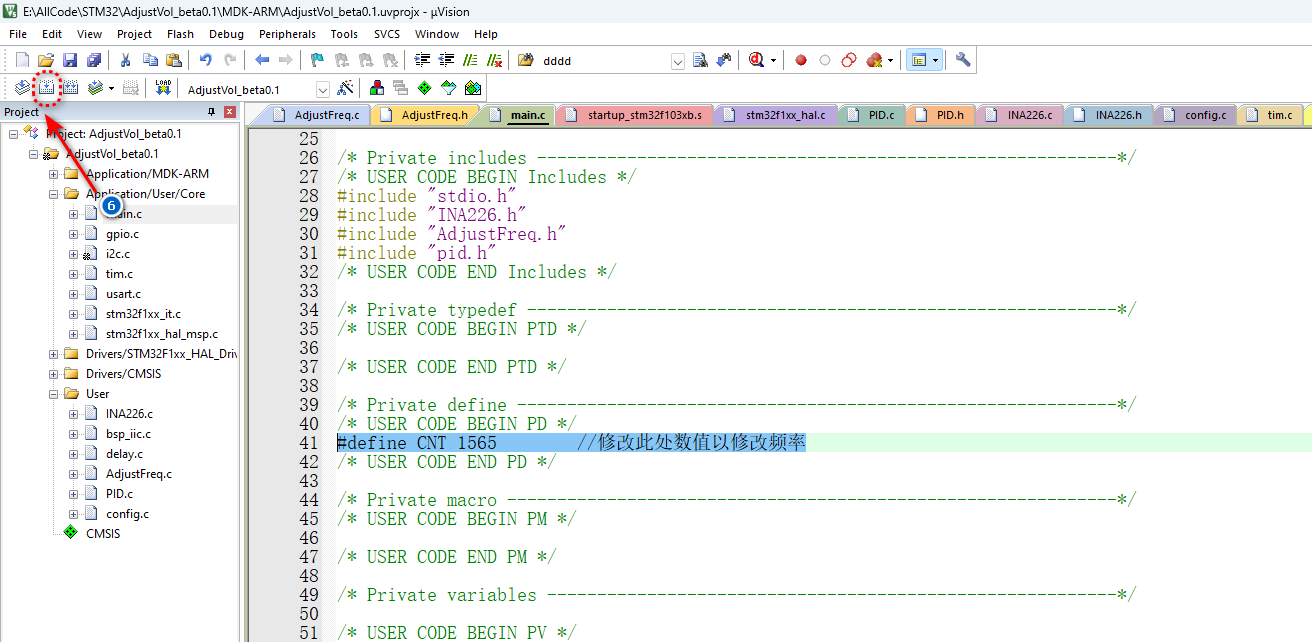 E:\AllCode\STM32\AdjustVol_beta0.1\MDK-ARM\AdjustVol_beta0.1.uvprojx - µVision
File Edit View Project Flash Debug Peripherals Tools SVCS Window Help
dddd
LOAD AdjustVol_beta0.1
Project
AdjustFreq.c AdjustFreq.h main.c startup_stm32f103xb.s stm32f1xx_hal.c PID.c PID.h INA226.c INA226.h config.c tim.c
Project: AdjustVol_beta0.1
AdjustVol_beta0.1
Application/MDK-ARM
Application/User/Core
6
main.c
gpio.c
i2c.c
tim.c
usart.c
stm32f1xx_it.c
stm32f1xx_hal_msp.c
Drivers/STM32F1xx_HAL_Driv
Drivers/CMSIS
User
INA226.c
bsp_iic.c
delay.c
AdjustFreq.c
PID.c
config.c
CMSIS
25
26 /* Private includes ----------------------------------------------------------*/
27 /* USER CODE BEGIN Includes */
28 #include "stdio.h"
29 #include "INA226.h"
30 #include "AdjustFreq.h"
31 #include "pid.h"
32 /* USER CODE END Includes */
33
34 /* Private typedef -----------------------------------------------------------*/
35 /* USER CODE BEGIN PTD */
36
37 /* USER CODE END PTD */
38
39 /* Private define ------------------------------------------------------------*/
40 /* USER CODE BEGIN PD */
41 #define CNT 1565 //修改此处数值以修改频率
42 /* USER CODE END PD */
43
44 /* Private macro -------------------------------------------------------------*/
45 /* USER CODE BEGIN PM */
46
47 /* USER CODE END PM */
48
49 /* Private variables ---------------------------------------------------------*/
50
51 /* USER CODE BEGIN PV */